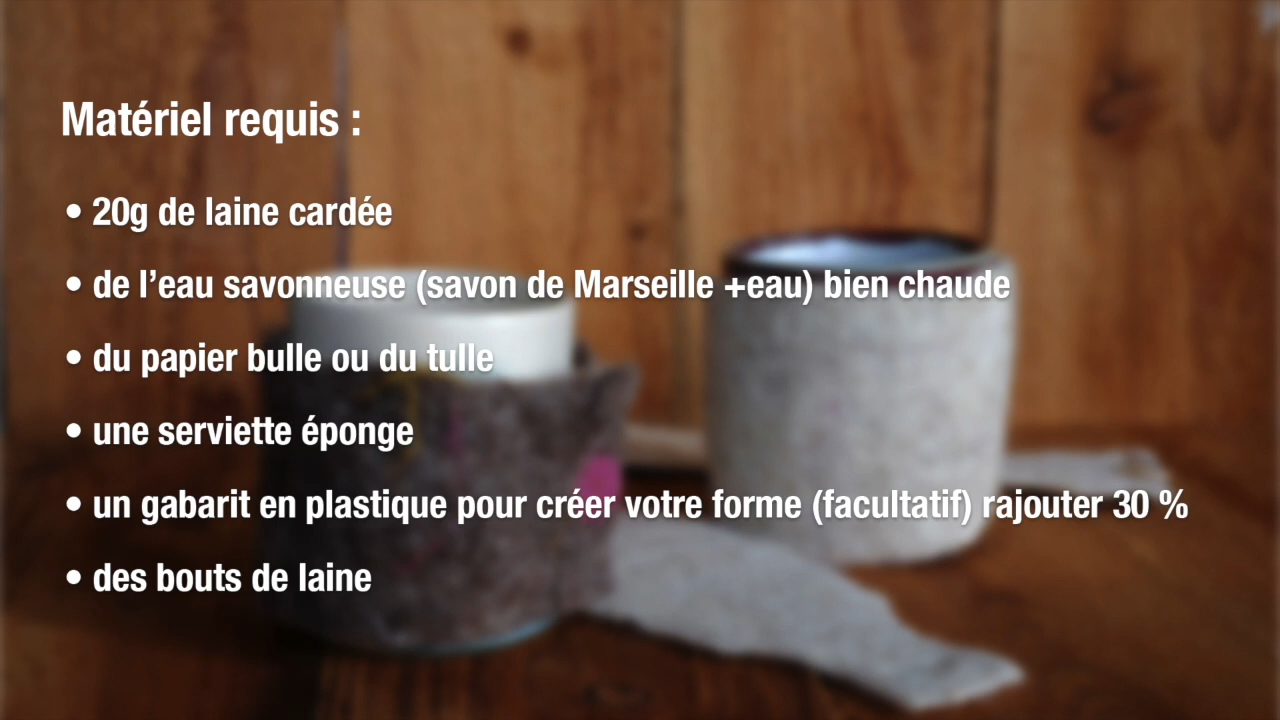 Matériel requis :
• 20g de laine cardée
• de l’eau savonneuse (savon de Marseille +eau) bien chaude
• du papier bulle ou du tulle
• une serviette éponge
• un gabarit en plastique pour créer votre forme (facultatif) rajouter 30 %
• des bouts de laine